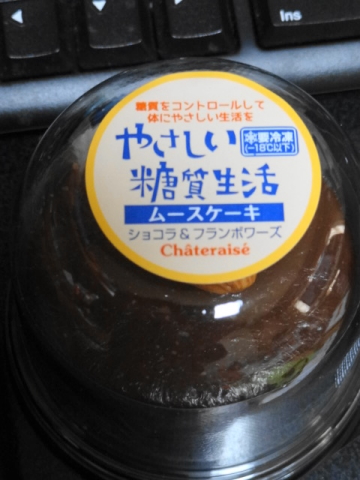 糖質をコントロールして
体にやさしい生活を
やさしい
要冷凍
(-18℃以下)
糖質生活
ムースケーキ
ショコラ&フランボワーズ
Châteraisé
Ins